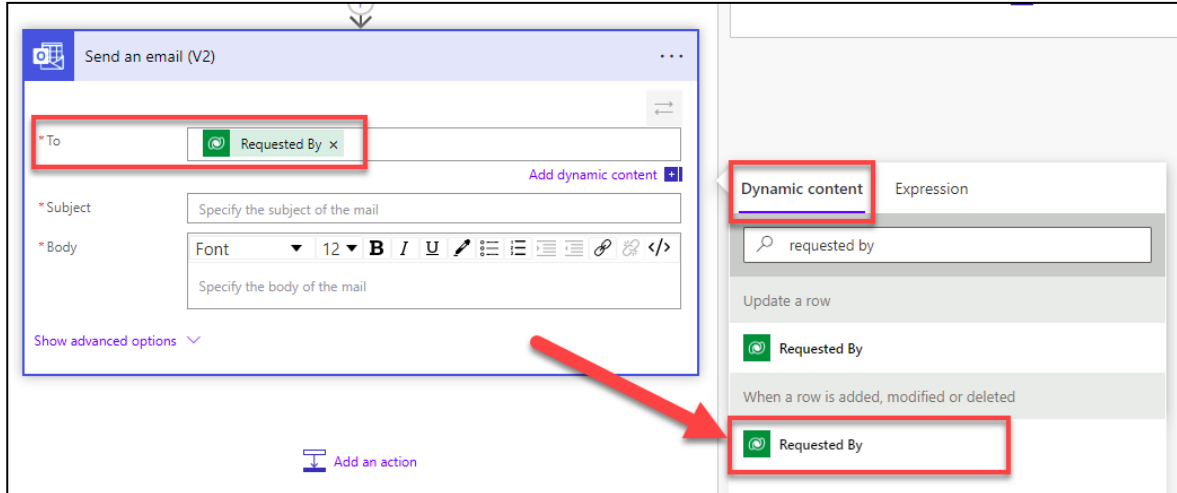 Send an email (V2)
* To
Requested By ×
Add dynamic content
* Subject
Specify the subject of the mail
* Body
Font
12
B I U </>
Specify the body of the mail
Show advanced options
Add an action
Dynamic content
Expression
requested by
Update a row
Requested By
When a row is added, modified or deleted
Requested By